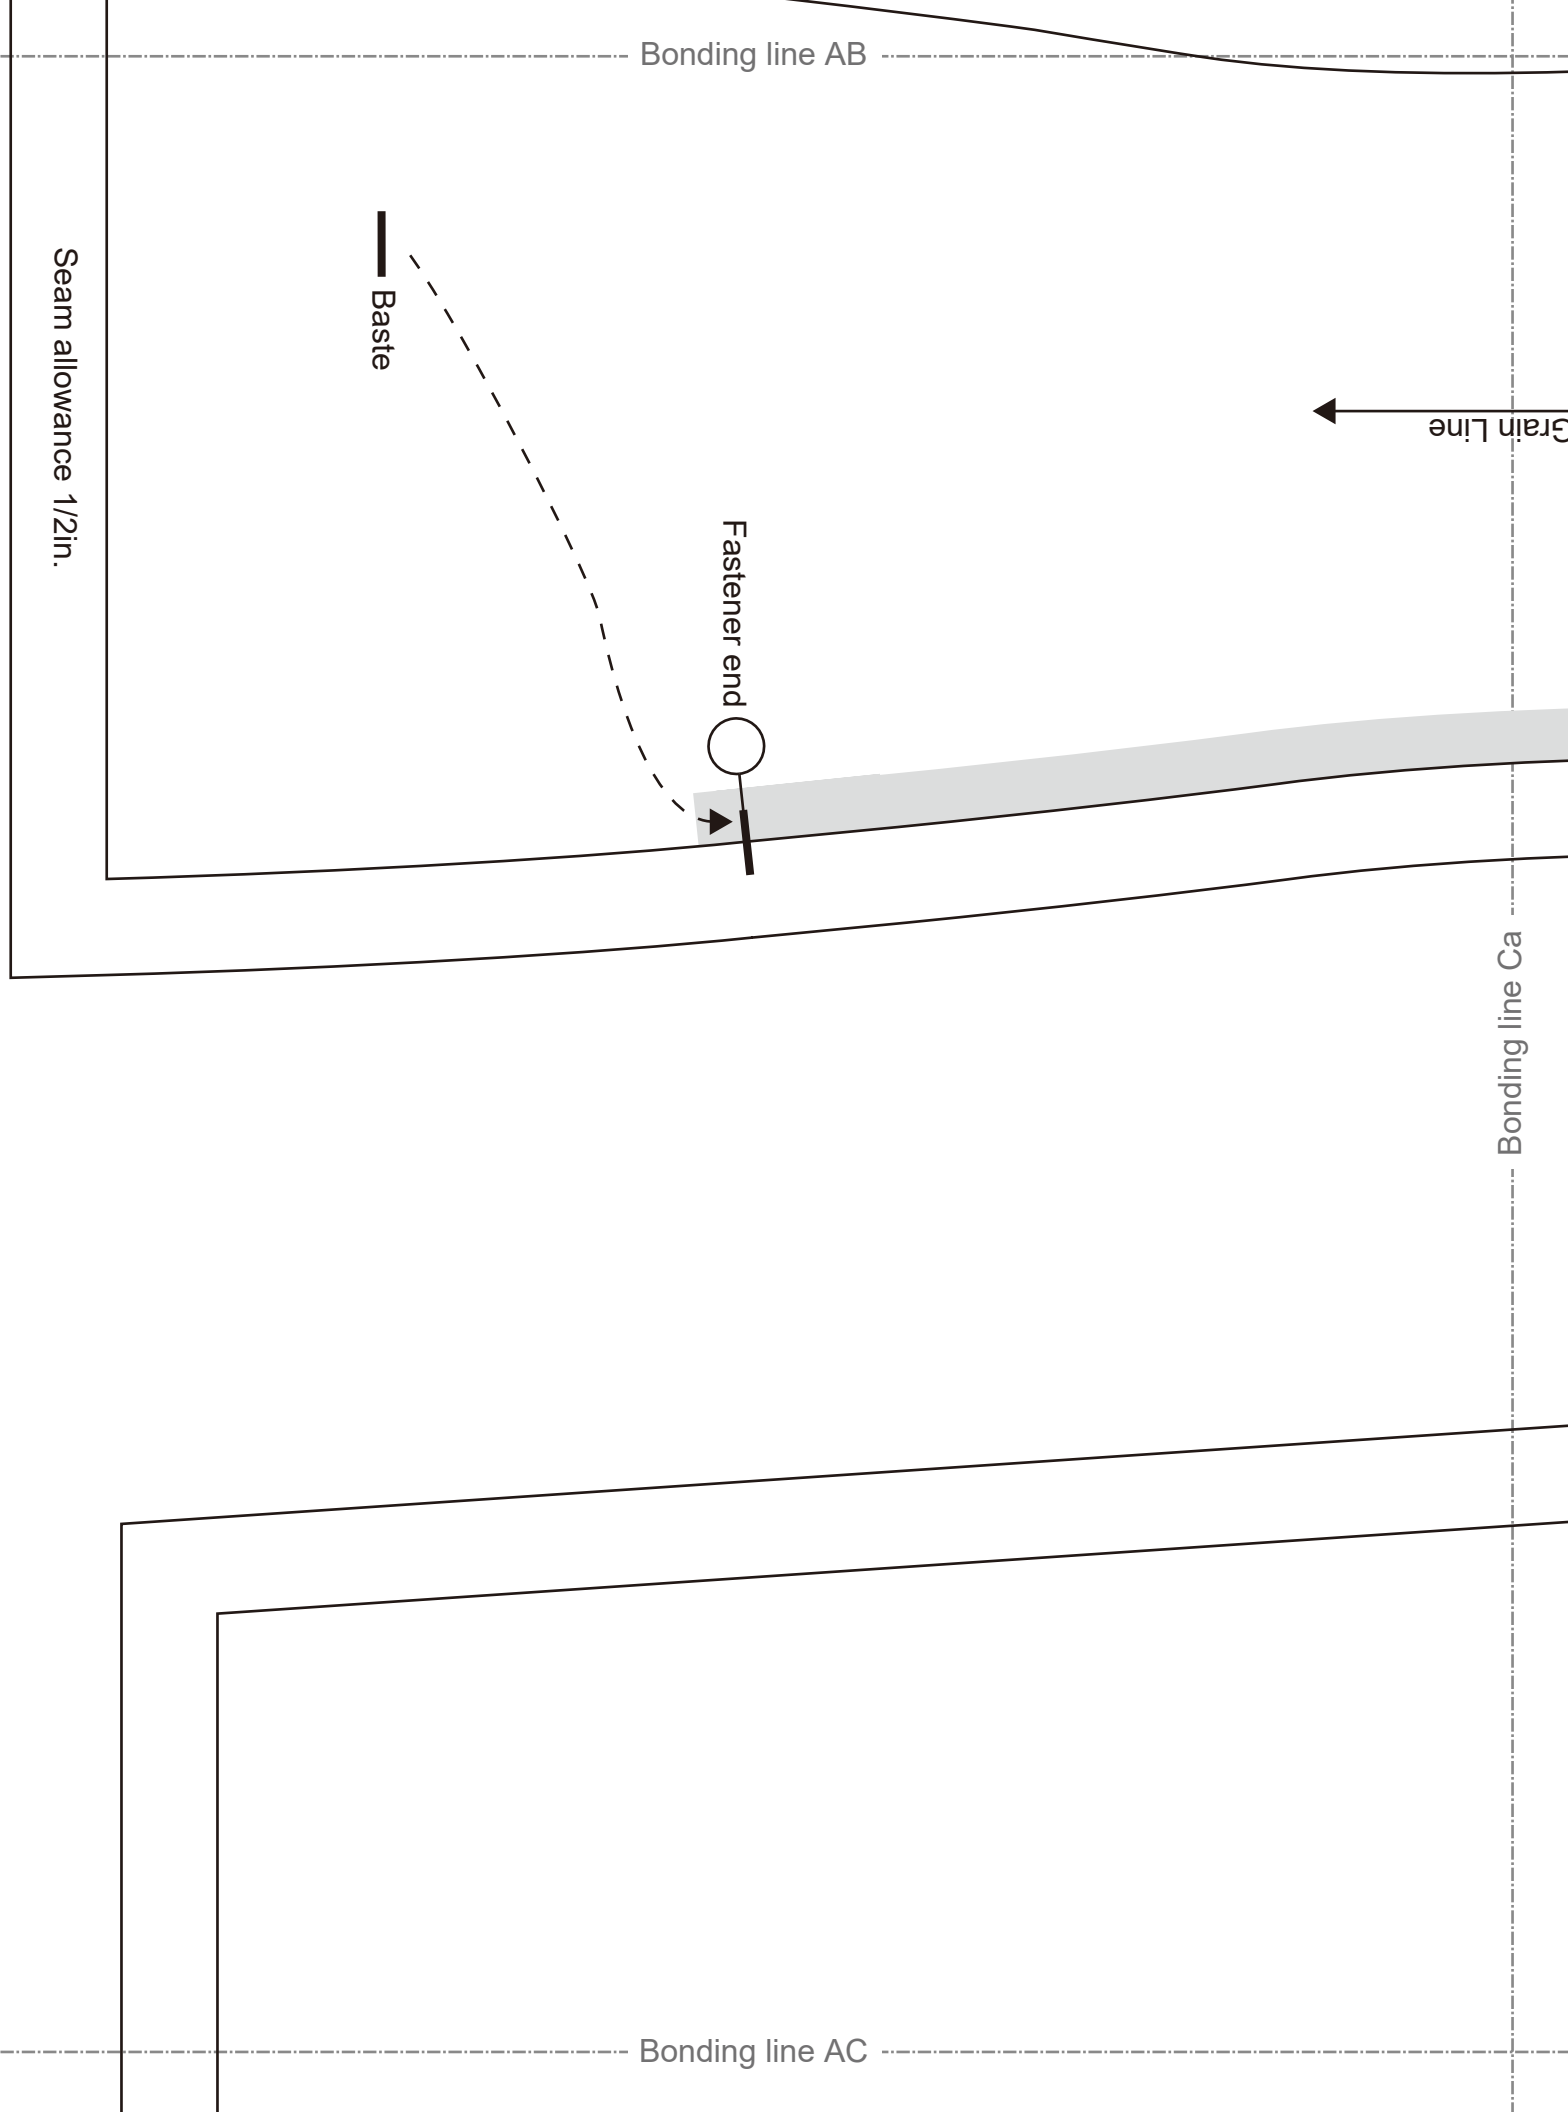 Bonding line AB
Seam allowance 1/2in.
Baste
Grain Line
Fastener end
Bonding line Ca
Bonding line AC